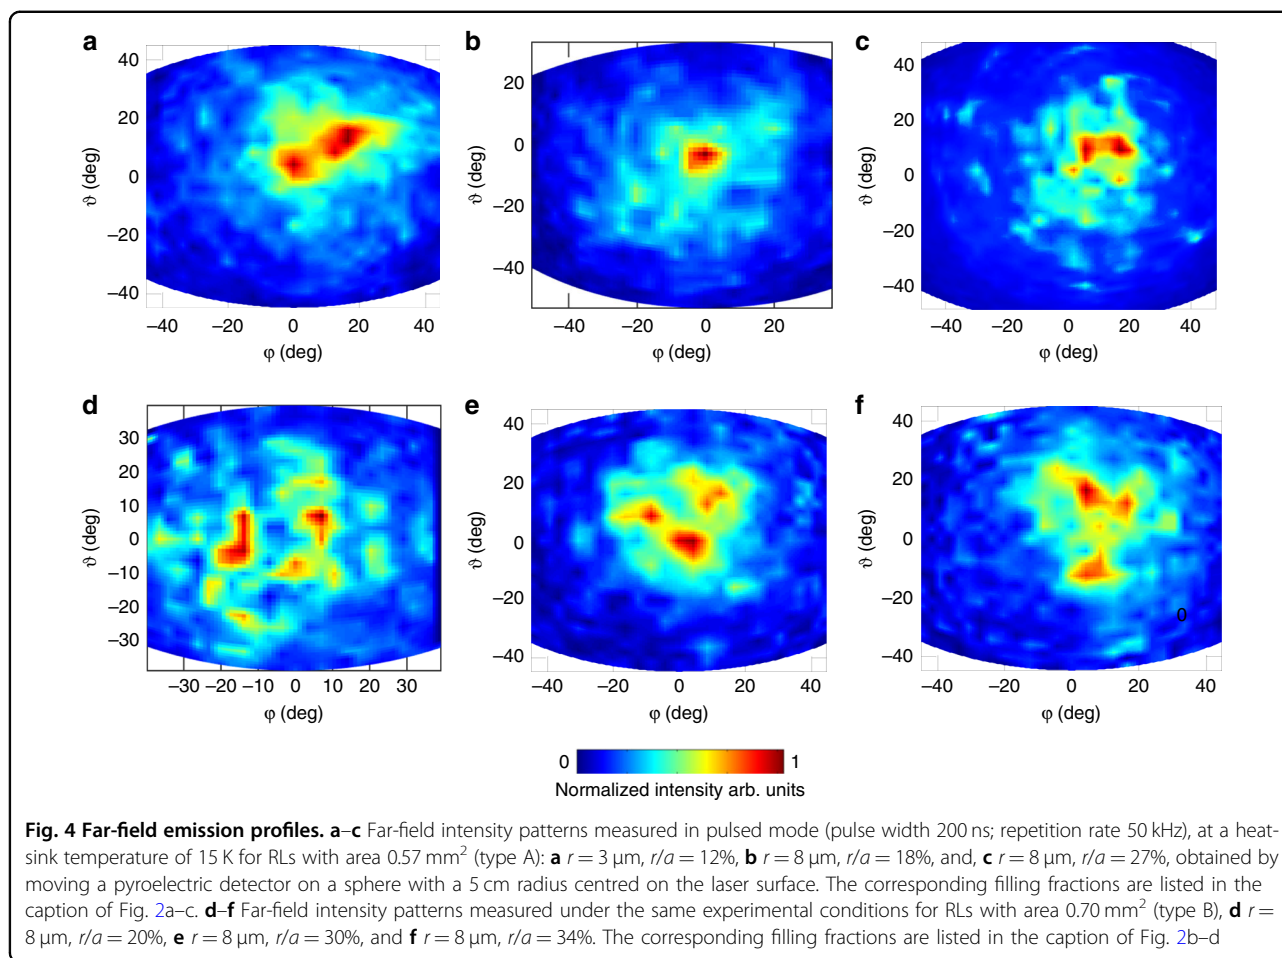 a
b
c
40
20
0
−20
−40
ϑ (deg)
−40 −20 0 20 40
φ (deg)
20
0
−20
−40
ϑ (deg)
−40 −20 0 20
φ (deg)
40
20
0
−20
−40
ϑ (deg)
−40 0 20 40
φ (deg)
d
e
f
30
20
10
0
−10
−20
−30
ϑ (deg)
−30 −20 −10 0 10 20 30
φ (deg)
40
20
0
−20
−40
ϑ (deg)
−40 −20 0 20 40
φ (deg)
40
20
0
−20
−40
ϑ (deg)
0
−40 −20 0 20 40
φ (deg)
0 1
Normalized intensity arb. units
Fig. 4 Far-field emission profiles. a–c Far-field intensity patterns measured in pulsed mode (pulse width 200 ns; repetition rate 50 kHz), at a heat-
sink temperature of 15 K for RLs with area 0.57 mm² (type A): a r = 3 μm, r/a = 12%, b r = 8 μm, r/a = 18%, and, c r = 8 μm, r/a = 27%, obtained by
moving a pyroelectric detector on a sphere with a 5 cm radius centred on the laser surface. The corresponding filling fractions are listed in the
caption of Fig. 2a–c. d–f Far-field intensity patterns measured under the same experimental conditions for RLs with area 0.70 mm² (type B), d r =
8 μm, r/a = 20%, e r = 8 μm, r/a = 30%, and f r = 8 μm, r/a = 34%. The corresponding filling fractions are listed in the caption of Fig. 2b–d